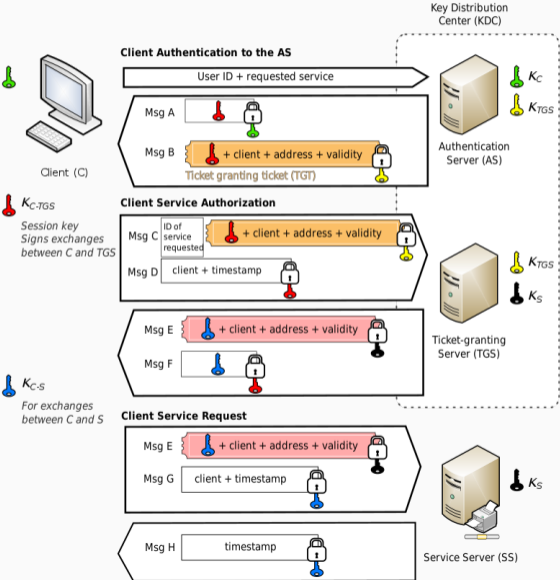 Key Distribution
Center (KDC)
Client Authentication to the AS
User ID + requested service
K_C
K_TGS
Msg A
Msg B
+ client + address + validity
Ticket granting ticket (TGT)
Authentication
Server (AS)
Client (C)
K_C-TGS
Session key
Signs exchanges
between C and TGS
Client Service Authorization
Msg C
ID of
service
requested
+ client + address + validity
Msg D
client + timestamp
K_TGS
K_S
Msg E
+ client + address + validity
Msg F
Ticket-granting
Server (TGS)
K_C-S
For exchanges
between C and S
Client Service Request
Msg E
+ client + address + validity
Msg G
client + timestamp
K_S
Msg H
timestamp
Service Server (SS)